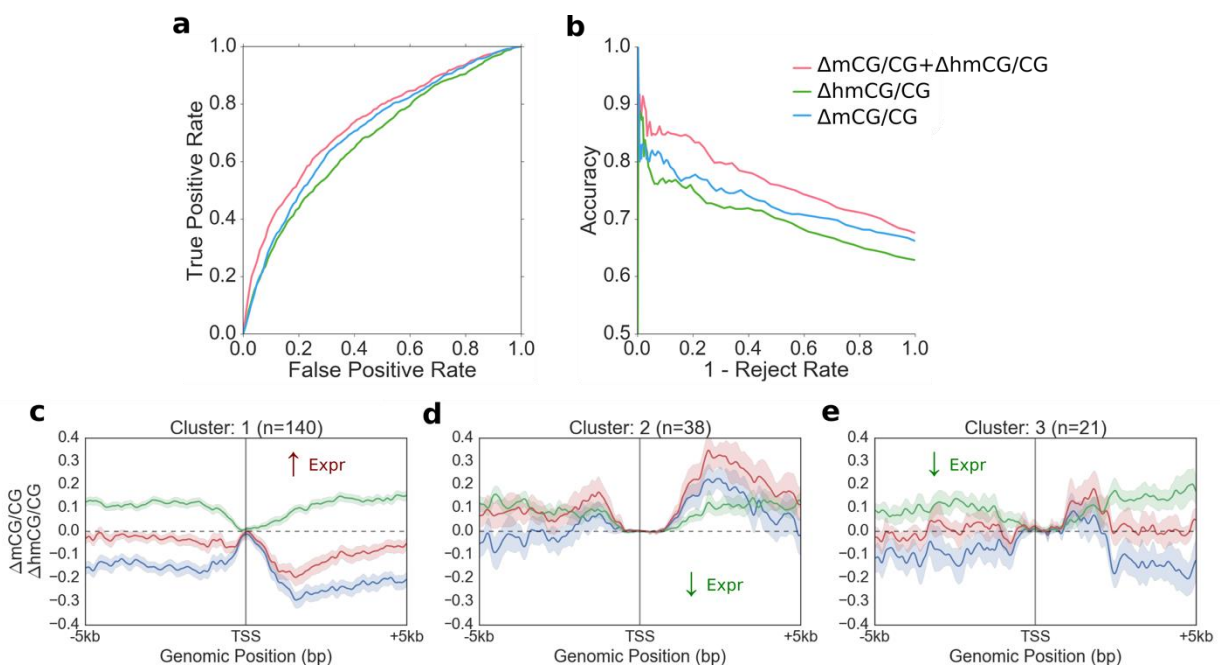 a
1.0
0.8
0.6
0.4
0.2
0.0
True Positive Rate
0.0 0.2 0.4 0.6 0.8 1.0
False Positive Rate
b
1.0
0.9
0.8
0.7
0.6
0.5
Accuracy
0.0 0.2 0.4 0.6 0.8 1.0
1 - Reject Rate
ΔmCG/CG+ΔhmCG/CG
ΔhmCG/CG
ΔmCG/CG
c
Cluster: 1 (n=140)
↑ Expr
ΔmCG/CG
ΔhmCG/CG
0.4
0.3
0.2
0.1
0.0
−0.1
−0.2
−0.3
−0.4
-5kb TSS +5kb
Genomic Position (bp)
d
Cluster: 2 (n=38)
↓ Expr
0.4
0.3
0.2
0.1
0.0
−0.1
−0.2
−0.3
−0.4
-5kb TSS +5kb
Genomic Position (bp)
e
Cluster: 3 (n=21)
↓ Expr
0.4
0.3
0.2
0.1
0.0
−0.1
−0.2
−0.3
−0.4
-5kb TSS +5kb
Genomic Position (bp)